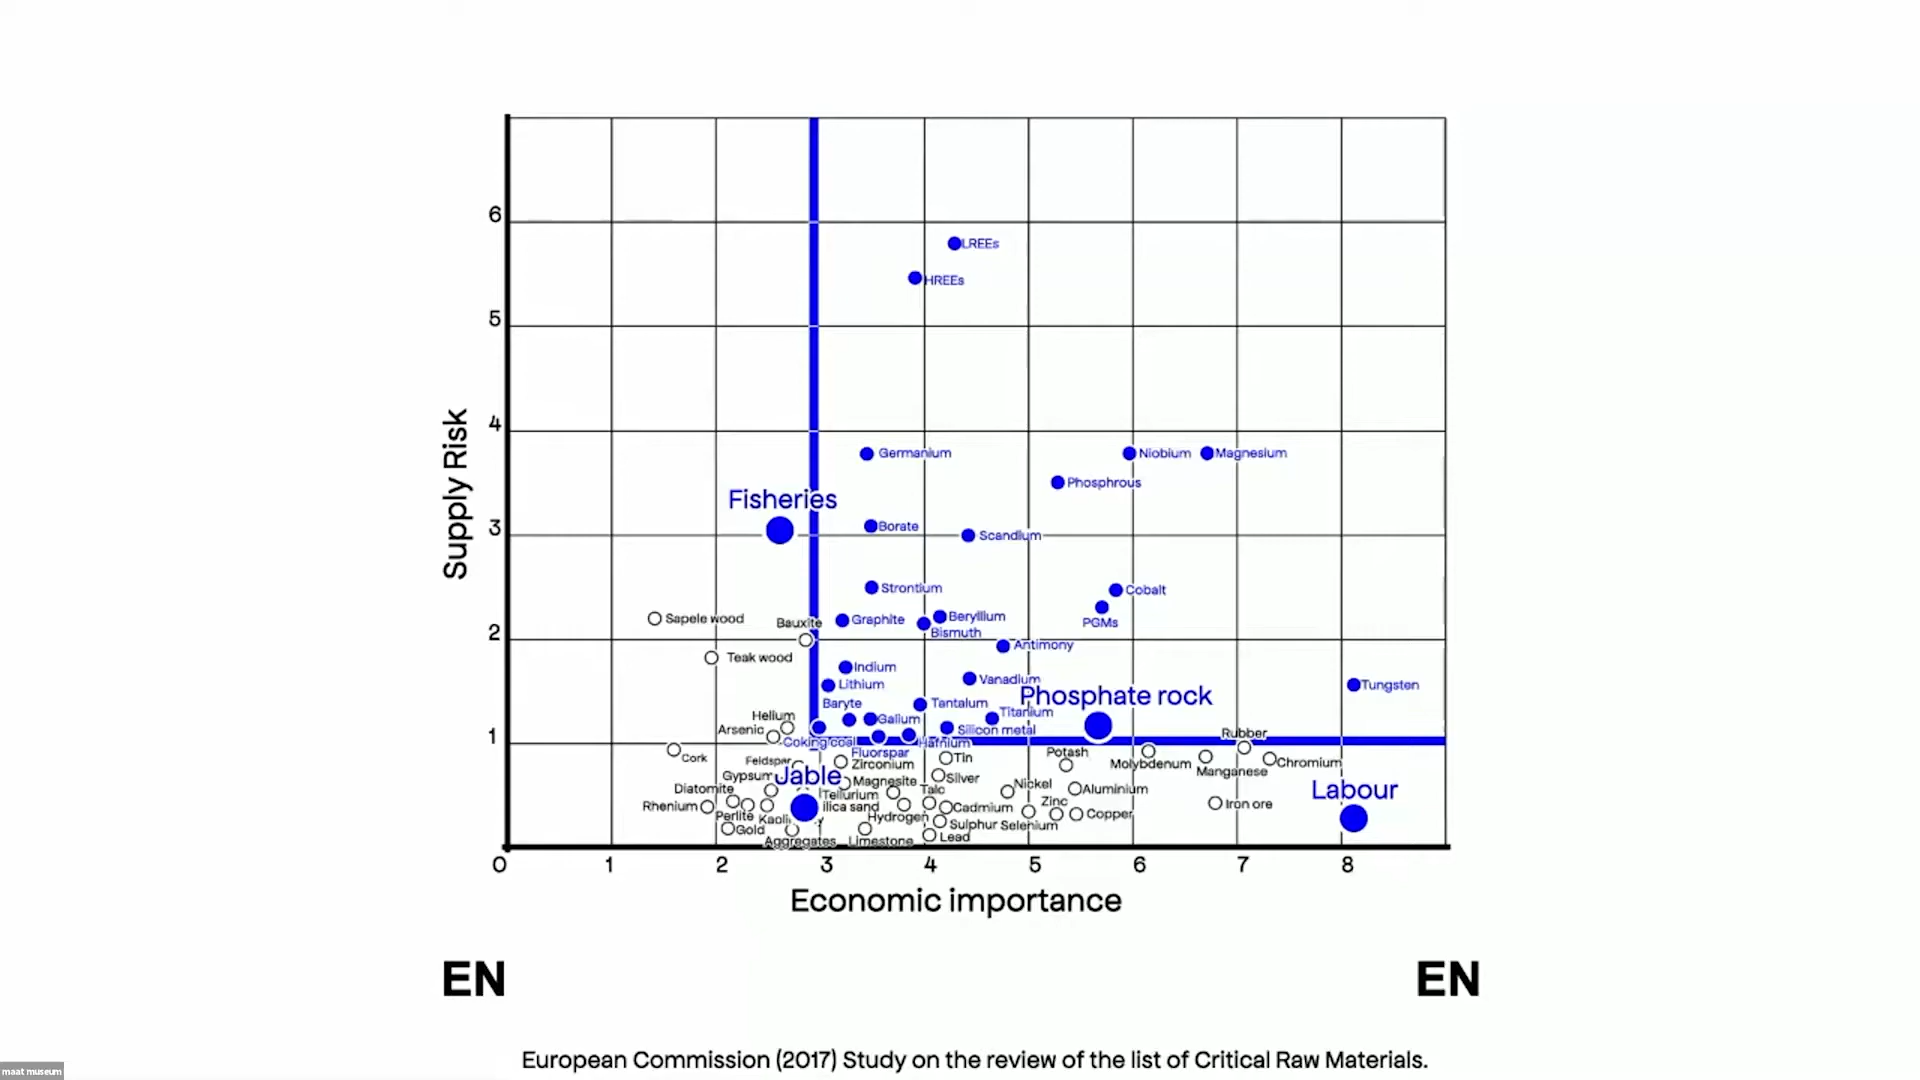 6
LREEs
HREEs
5
4
Germanium
Niobium
Magnesium
Phosphrous
Fisheries
Supply Risk
3
Borate
Scandium
Strontium
Cobalt
Sapele wood
Bauxite
Graphite
Beryllium
Bismuth
PGMs
2
Teak wood
Antimony
Indium
Lithium
Vanadium
Tungsten
Phosphate rock
Baryte
Tantalum
Helium
Galium
Titanium
Arsenic
Silicon metal
Rubber
1
Coking coal
Hafnium
Fluorspar
Cork
Feldspar
Zirconium
Tin
Potash
Molybdenum
Manganese
Chromium
Gypsum
Jable
Magnesite
Silver
Nickel
Diatomite
Tellurium
Talc
Aluminium
Labour
Rhenium
ilica sand
Cadmium
Zinc
Iron ore
Perlite
Kaoli
y
Hydrogen
Sulphur
Selenium
Copper
Gold
Aggregates
Limestone
Lead
0 1 2 3 4 5 6 7 8
Economic importance
EN
EN
European Commission (2017) Study on the review of the list of Critical Raw Materials.
maat museum